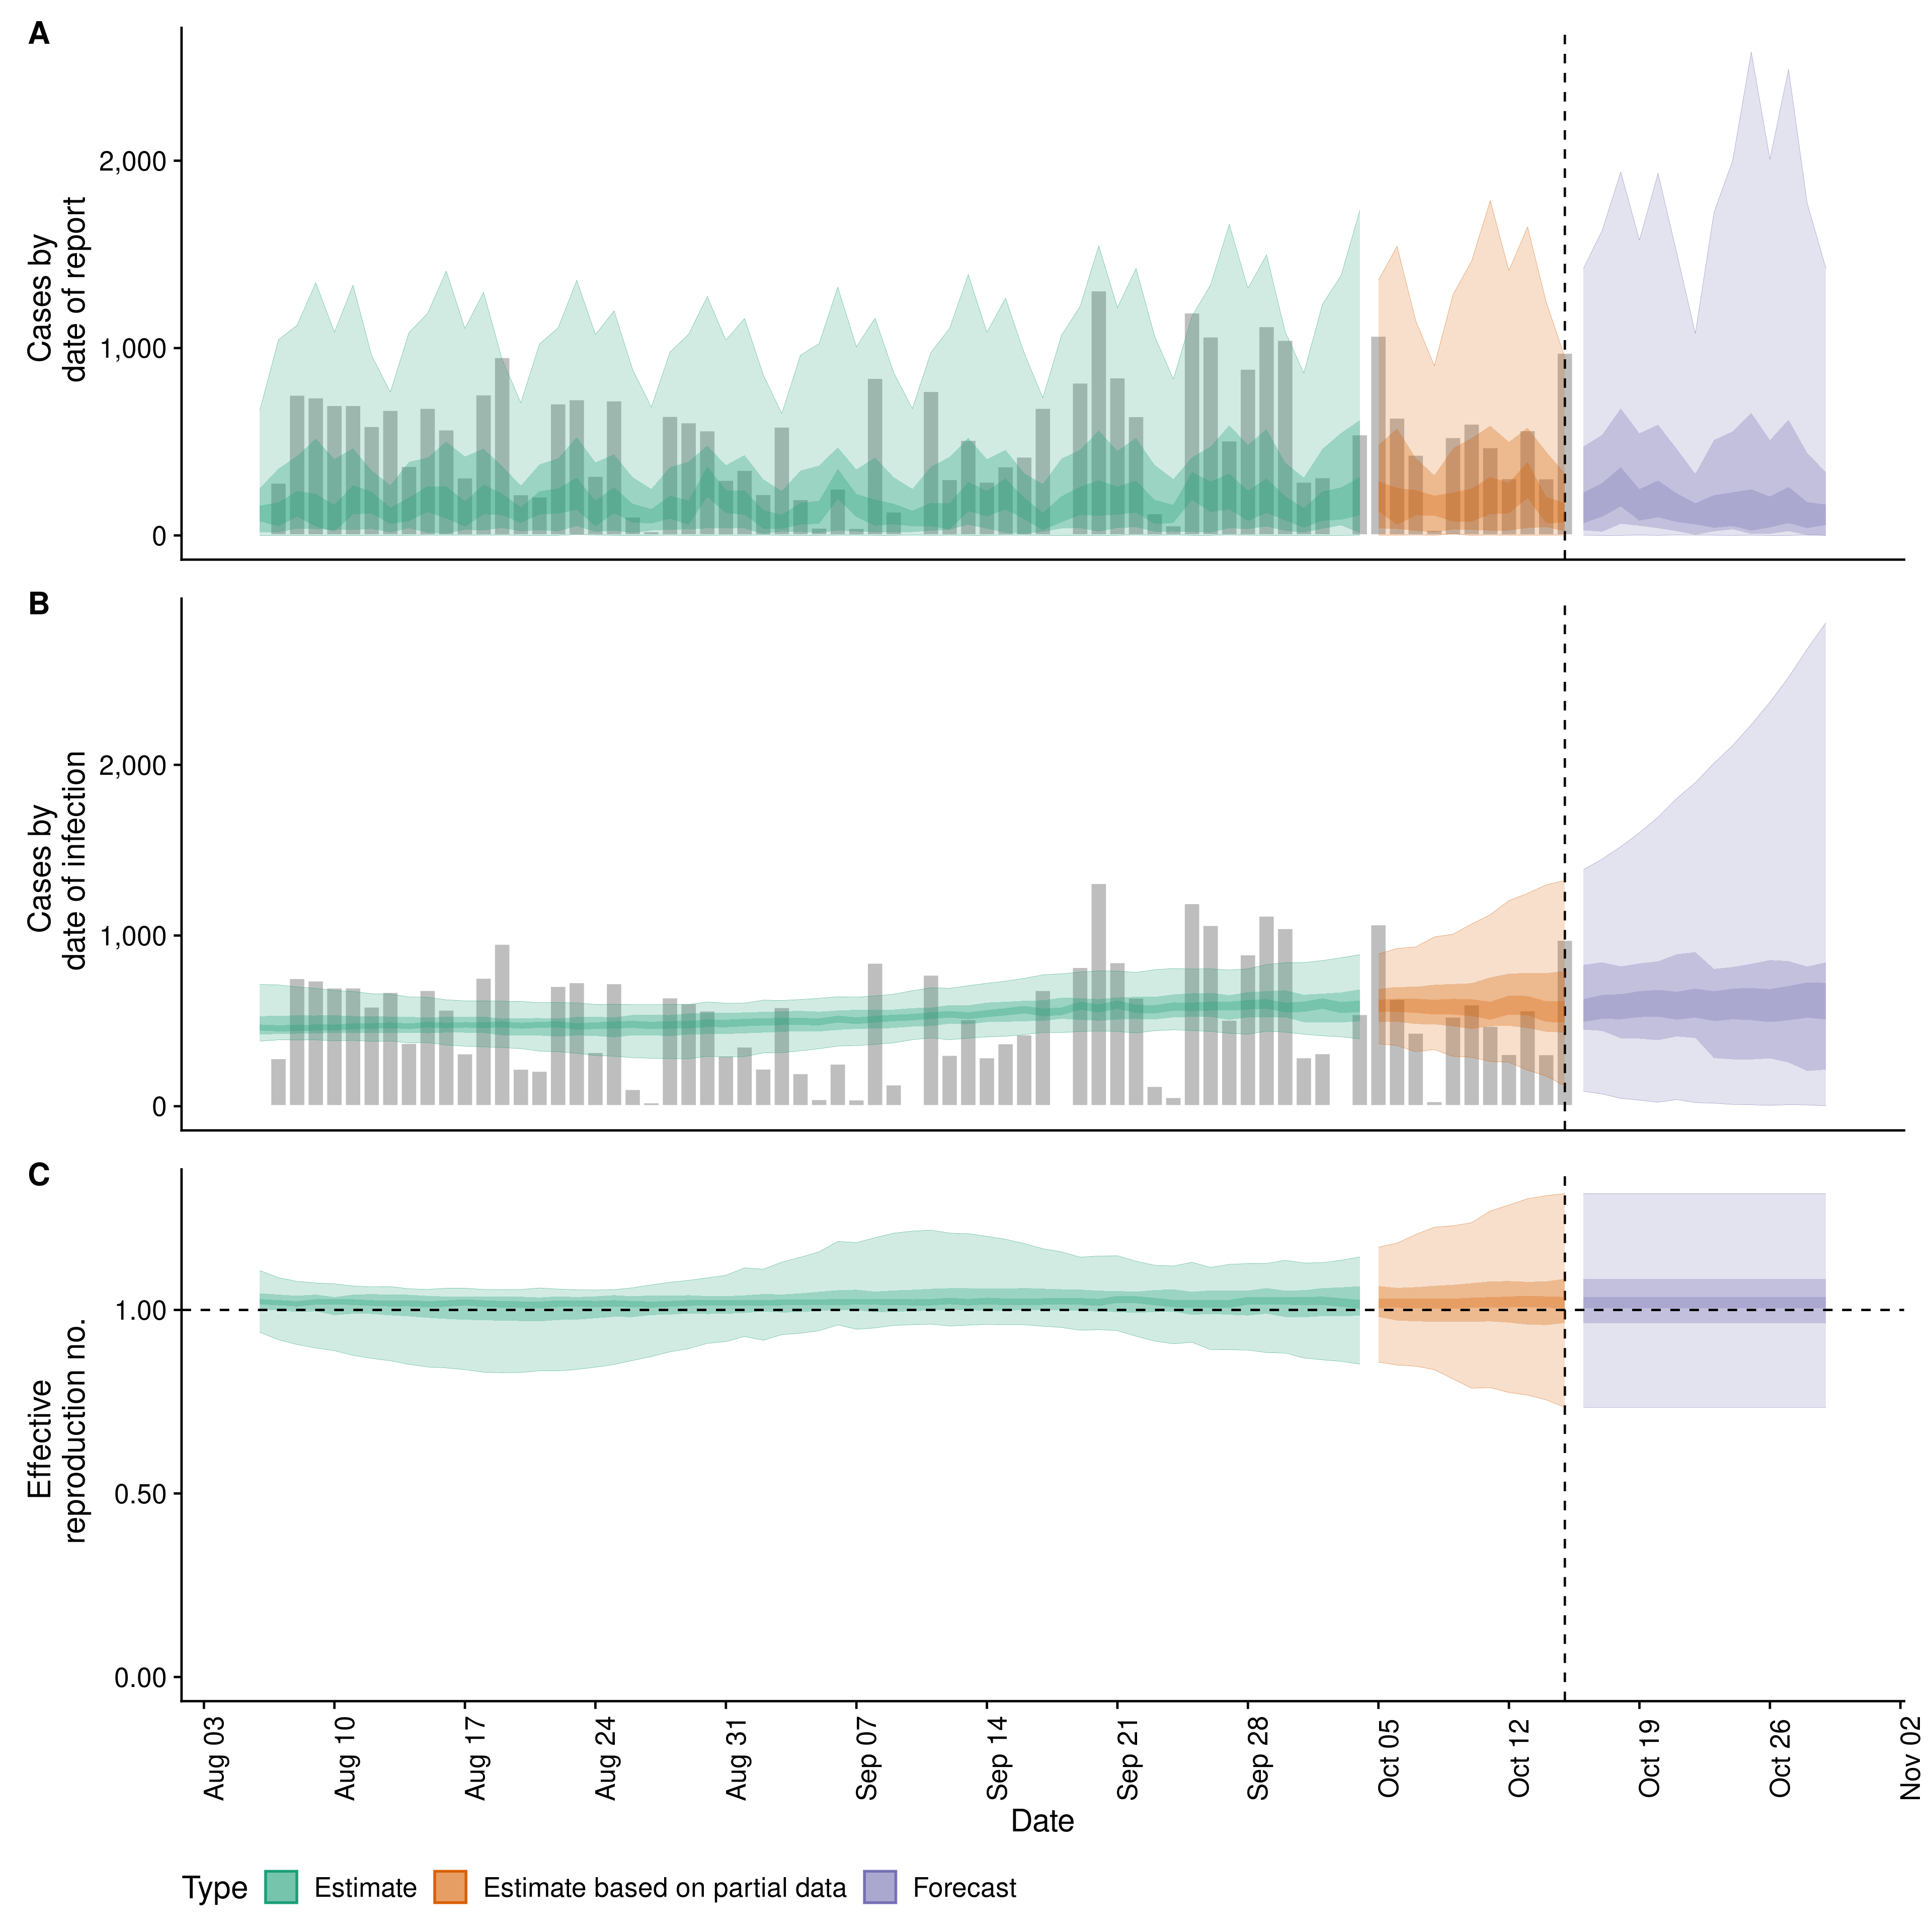 A
Cases by
date of report
2,000
1,000
0
B
Cases by
date of infection
2,000
1,000
0
C
Effective
reproduction no.
1.00
0.50
0.00
Aug 03
Aug 10
Aug 17
Aug 24
Aug 31
Sep 07
Sep 14
Sep 21
Sep 28
Oct 05
Oct 12
Oct 19
Oct 26
Nov 02
Date
Type Estimate Estimate based on partial data Forecast